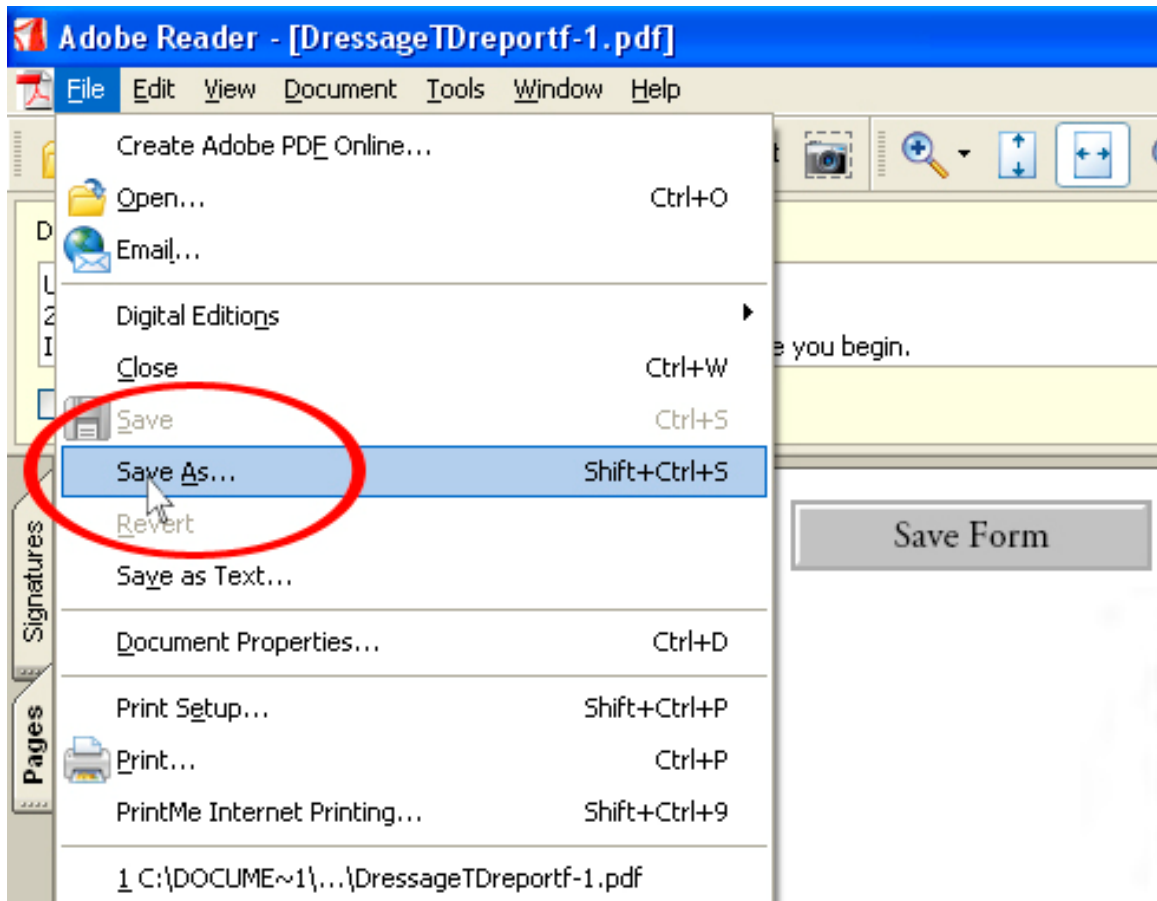 Adobe Reader - [DressageTDreportf-1.pdf]
File Edit View Document Tools Window Help
Create Adobe PDF Online...
Open... Ctrl+O
Email...
Digital Editions
Close Ctrl+W
e you begin.
Save Ctrl+S
Save As... Shift+Ctrl+S
Revert
Save Form
Save as Text...
Signatures
Document Properties... Ctrl+D
Print Setup... Shift+Ctrl+P
Pages
Print... Ctrl+P
PrintMe Internet Printing... Shift+Ctrl+9
1 C:\DOCUME~1\...\DressageTDreportf-1.pdf